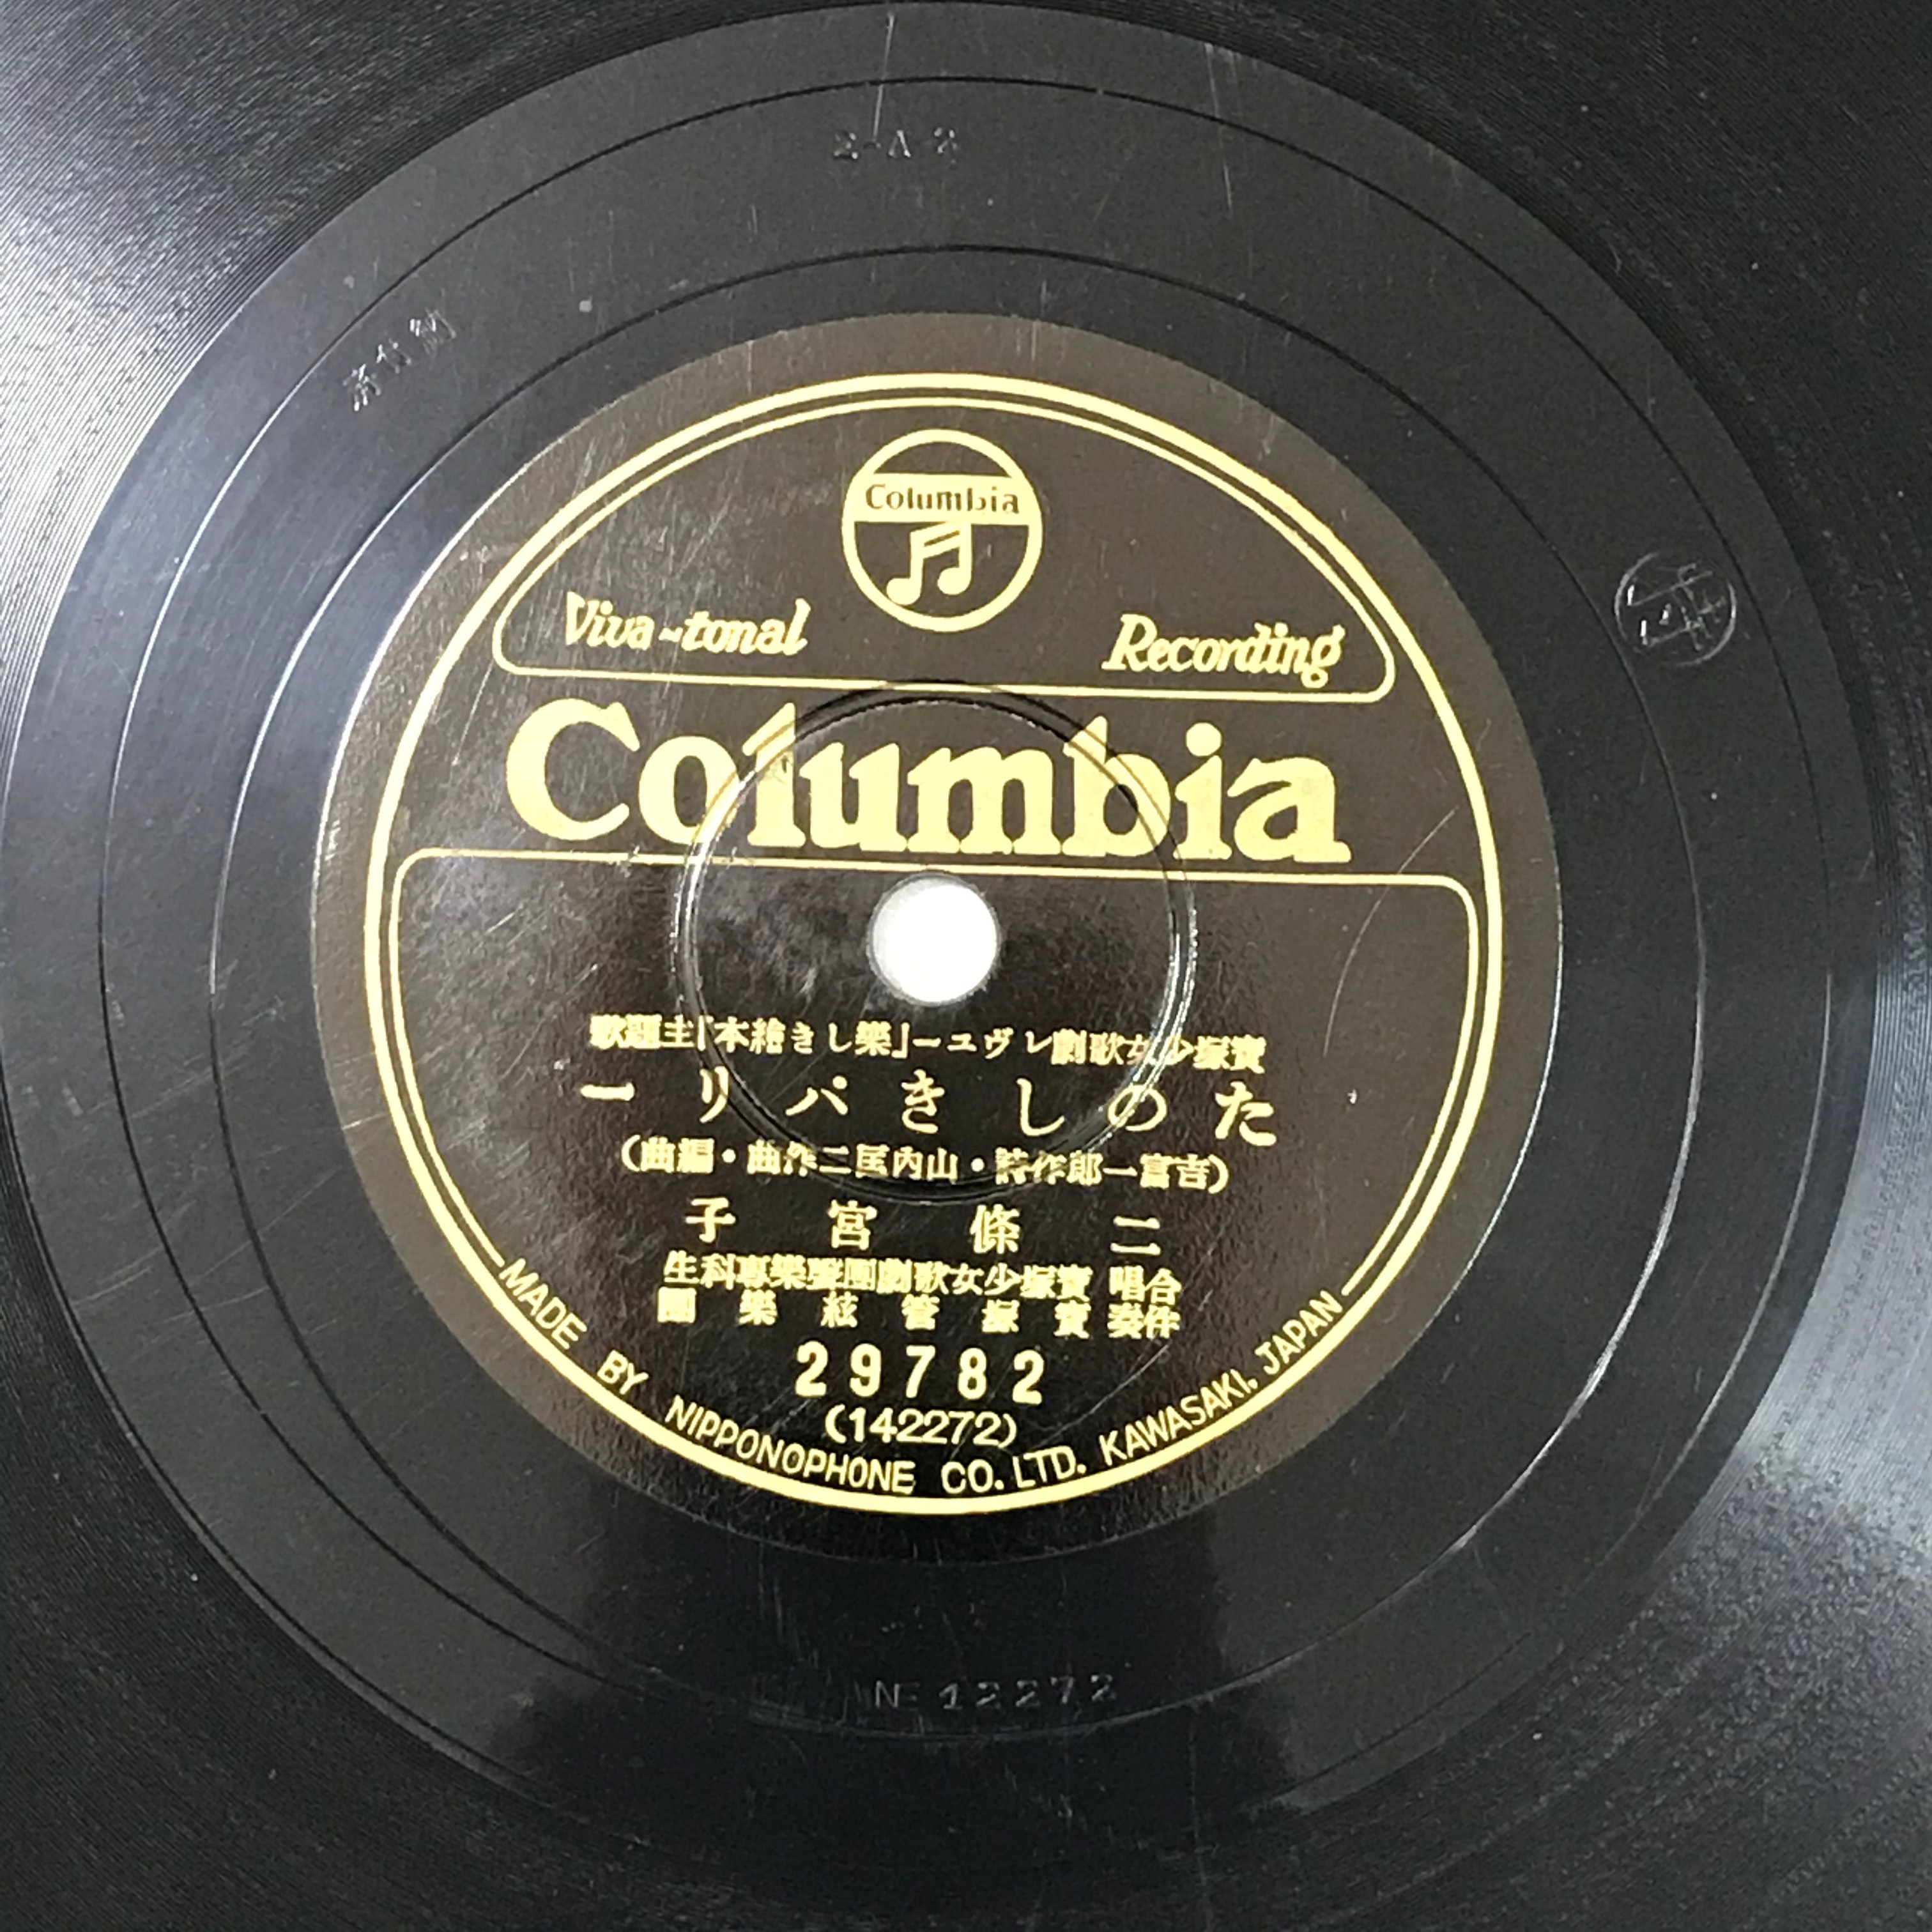 2-A-2
Columbia
Viva-tonal Recording
Columbia
寶塚少女歌劇レヴユー「樂しき繪本」主題歌
たのしきパリー
(吉富一郎作詩・山内匡二作曲・編曲)
二條宮子
合唱 寶塚少女歌劇團聲樂專科生
伴奏 寶塚管絃樂團
29782
(142272)
MADE BY NIPPONOPHONE CO. LTD. KAWASAKI, JAPAN
NE 12272